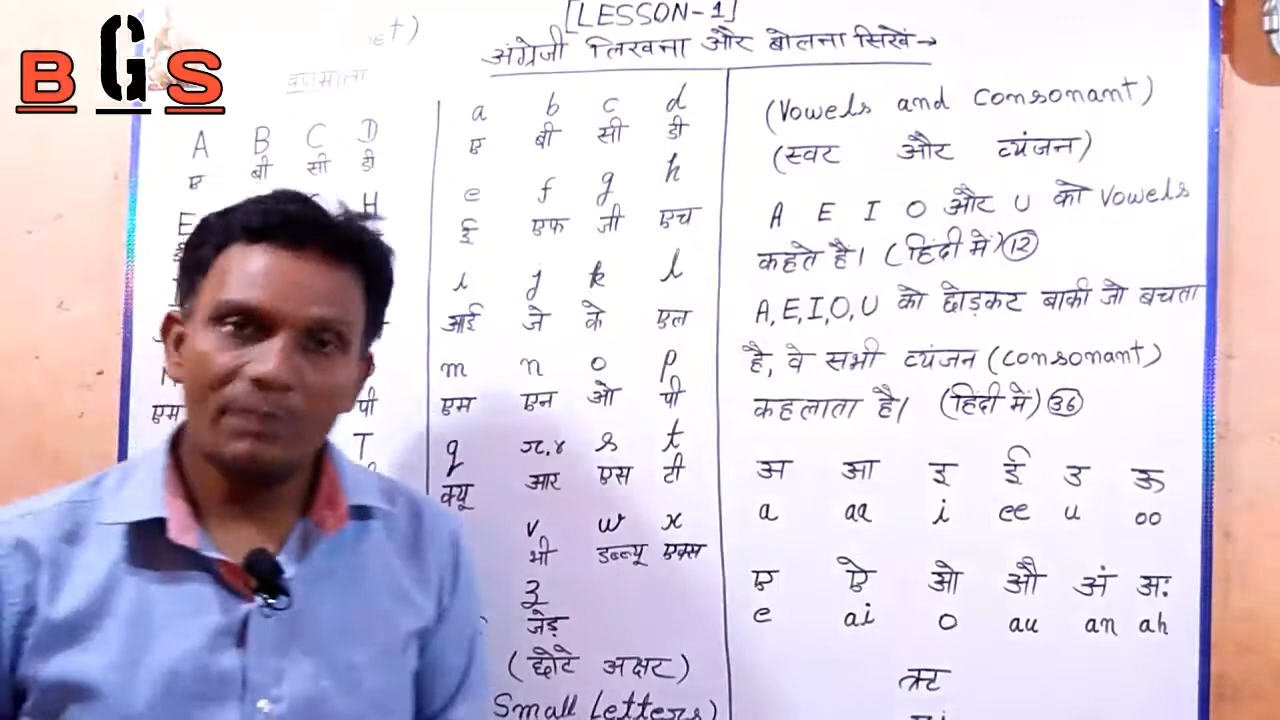 BGS
[LESSON-1]
अंग्रेजी लिखना और बोलना सिखें→
A B C D
ए बी सी डी
H
पी
T
a b c d
ए बी सी डी
e f g h
ई एफ जी एच
i j k l
आई जे के एल
m n o p
एम एन ओ पी
q r,r s t
क्यू आर एस टी
v w x
भी डब्ल्यू एक्स
z
जेड़
(छोटे अक्षर)
Small Letters)
(Vowels and Consonant)
(स्वर और व्यंजन)
A E I O और U को Vowels
कहते है। (हिंदी में) 12
A,E,I,O,U को छोड़कर बाकी जो बचता
है, वे सभी व्यंजन (Consonant)
कहलाता है। (हिंदी में) 36
अ आ इ ई उ ऊ
a aa i ee u oo
ए ऐ ओ औ अं अः
e ai o au an ah